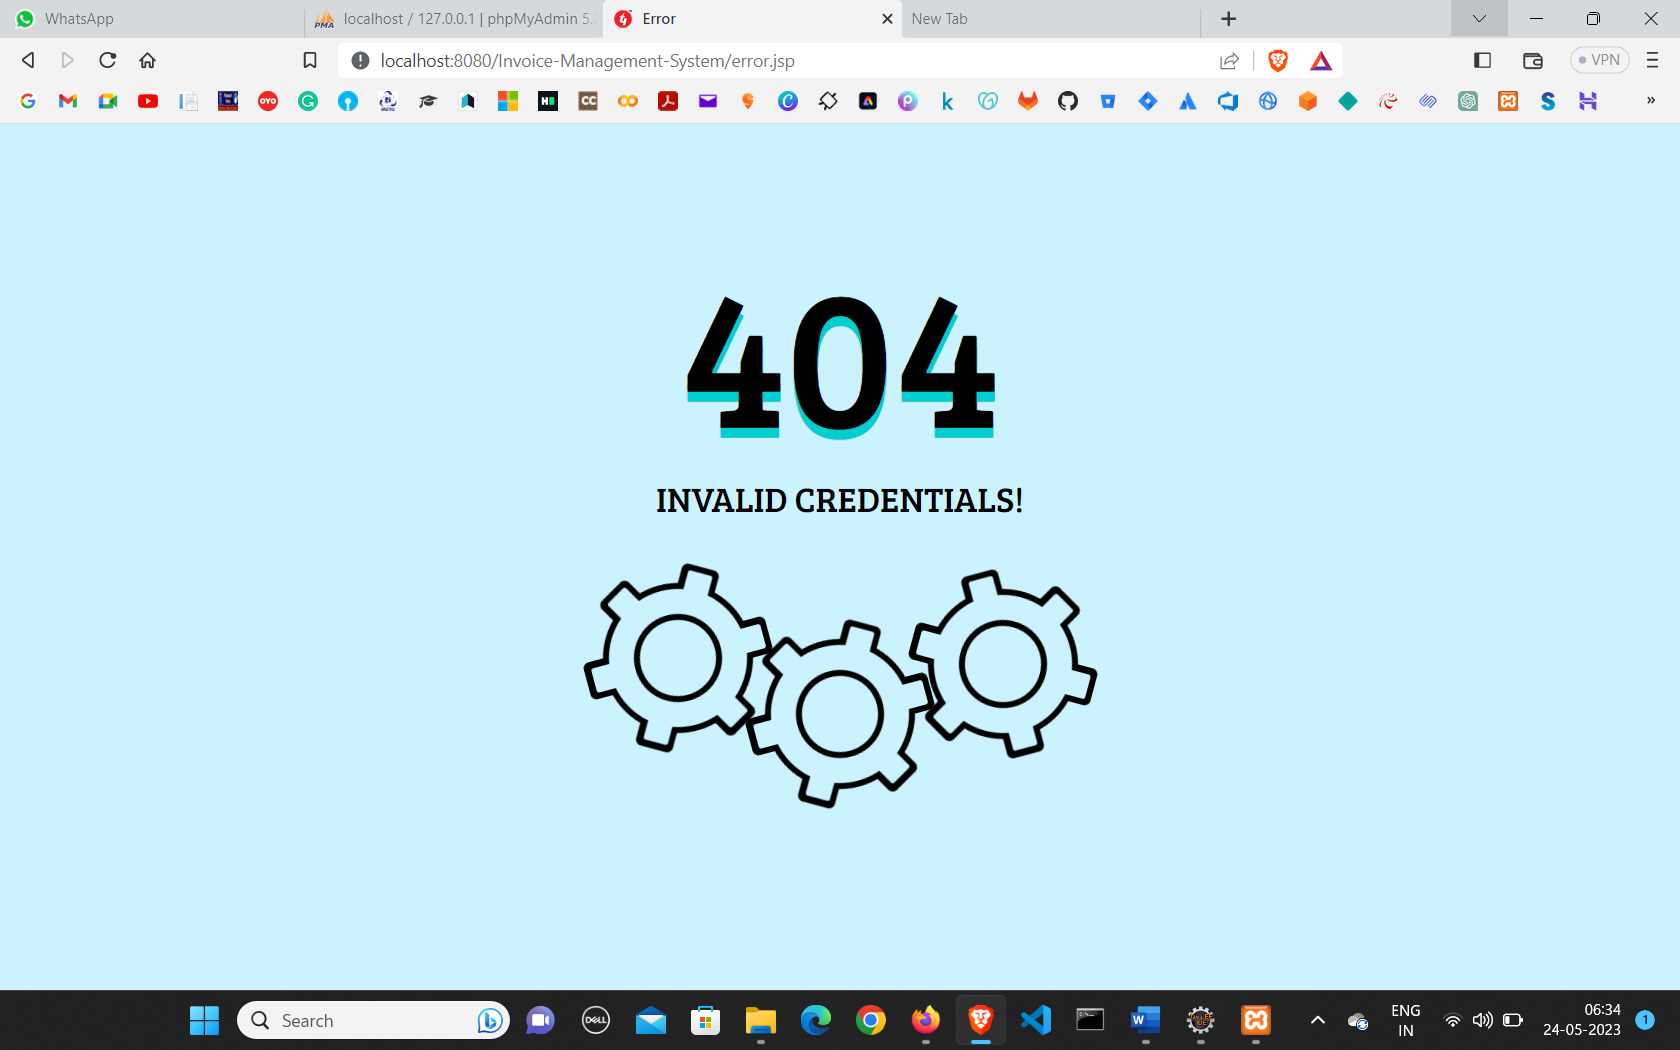 WhatsApp
localhost / 127.0.0.1 | phpMyAdmin 5.
Error
New Tab
localhost:8080/Invoice-Management-System/error.jsp
VPN
404
INVALID CREDENTIALS!
Search
ENG
IN
06:34
24-05-2023
1